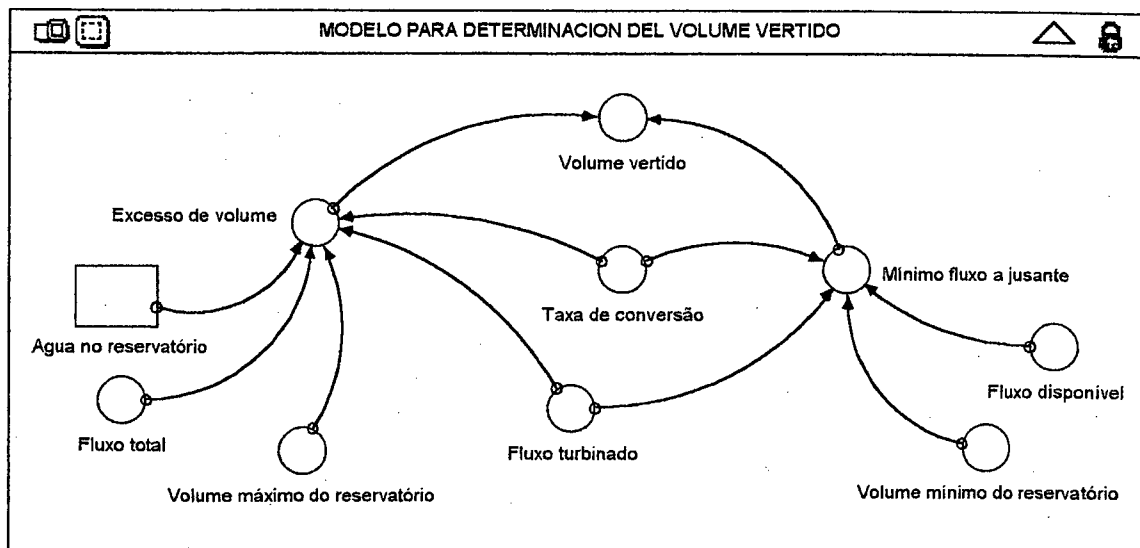 MODELO PARA DETERMINACION DEL VOLUME VERTIDO
Volume vertido
Excesso de volume
Mínimo fluxo a jusante
Taxa de conversão
Agua no reservatório
Fluxo disponível
Fluxo total
Fluxo turbinado
Volume máximo do reservatório
Volume mínimo do reservatório